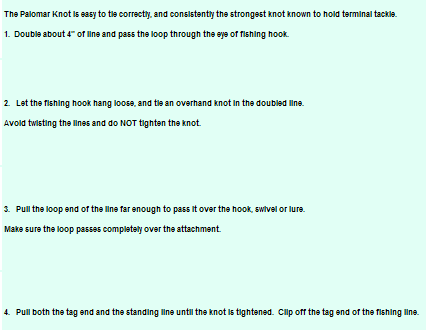 The Palomar Knot is easy to tie correctly, and consistently the strongest knot known to hold terminal tackle.
1. Double about 4" of line and pass the loop through the eye of fishing hook.
2. Let the fishing hook hang loose, and tie an overhand knot in the doubled line.
Avoid twisting the lines and do NOT tighten the knot.
3. Pull the loop end of the line far enough to pass it over the hook, swivel or lure.
Make sure the loop passes completely over the attachment.
4. Pull both the tag end and the standing line until the knot is tightened. Clip off the tag end of the fishing line.